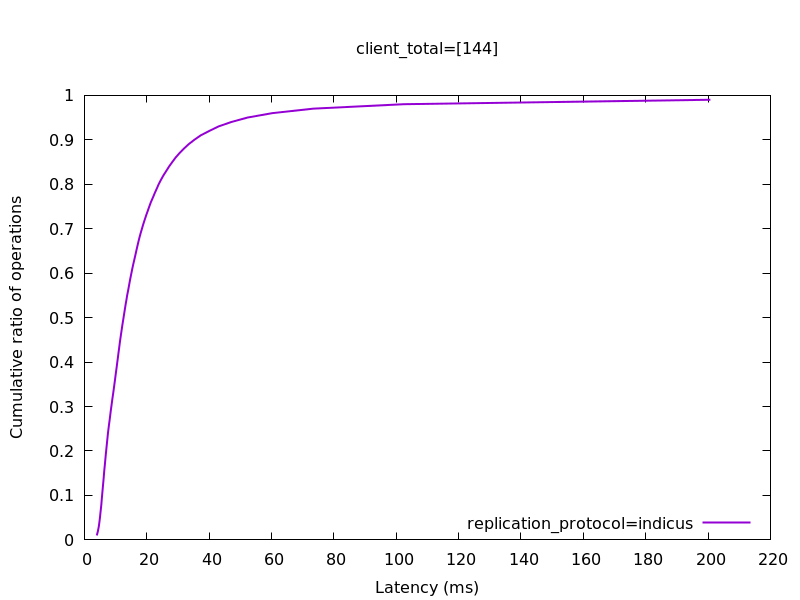 client_total=[144]
1
0.9
0.8
0.7
0.6
0.5
0.4
0.3
0.2
0.1
0
Cumulative ratio of operations
replication_protocol=indicus
0 20 40 60 80 100 120 140 160 180 200 220
Latency (ms)